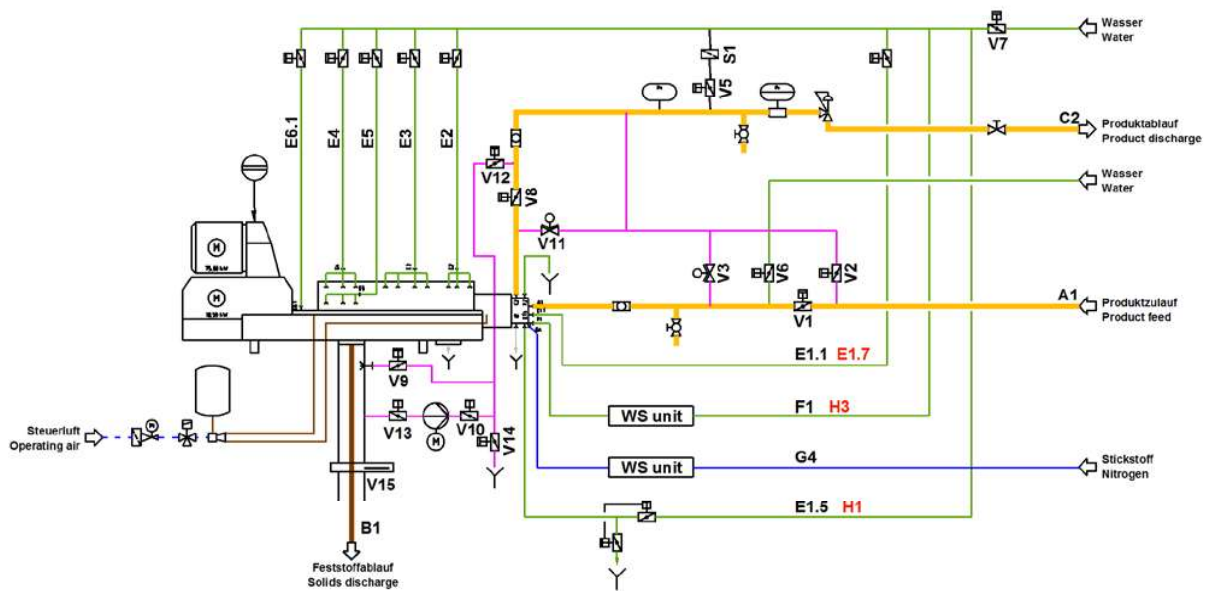 Wasser
Water
V7
S1
V5
E6.1
E4
E5
E3
E2
C2
Produktablauf
Product discharge
V12
V8
Wasser
Water
V11
V3
V6
V2
M
M
A1
Produktzulauf
Product feed
V1
E1.1 E1.7
V9
F1 H3
WS unit
Steuerluft
Operating air
M
V13
V10
M
V14
G4
WS unit
Stickstoff
Nitrogen
V15
E1.5 H1
B1
Feststoffablauf
Solids discharge